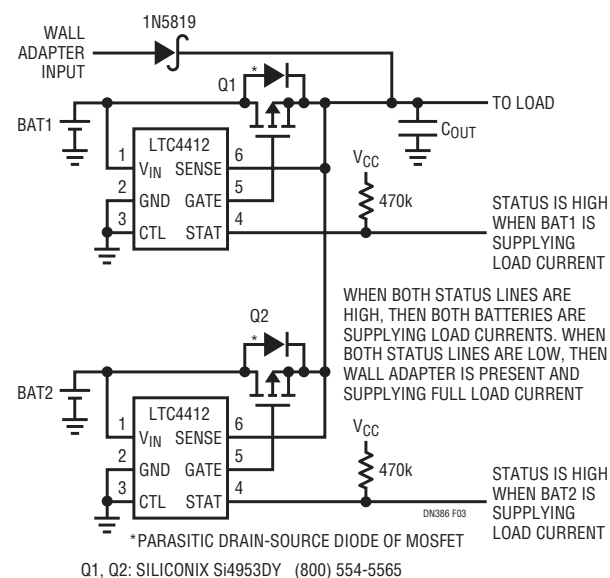 1N5819
WALL
ADAPTER
INPUT
*
Q1
TO LOAD
BAT1
COUT
LTC4412
1
VIN SENSE
6
2
GND GATE
5
3
CTL STAT
4
VCC
470k
STATUS IS HIGH
WHEN BAT1 IS
SUPPLYING
LOAD CURRENT
WHEN BOTH STATUS LINES ARE
HIGH, THEN BOTH BATTERIES ARE
SUPPLYING LOAD CURRENTS. WHEN
BOTH STATUS LINES ARE LOW, THEN
WALL ADAPTER IS PRESENT AND
SUPPLYING FULL LOAD CURRENT
Q2
*
BAT2
LTC4412
1
VIN SENSE
6
2
GND GATE
5
3
CTL STAT
4
VCC
470k
STATUS IS HIGH
WHEN BAT2 IS
SUPPLYING
LOAD CURRENT
DN386 F03
*PARASITIC DRAIN-SOURCE DIODE OF MOSFET
Q1, Q2: SILICONIX Si4953DY (800) 554-5565